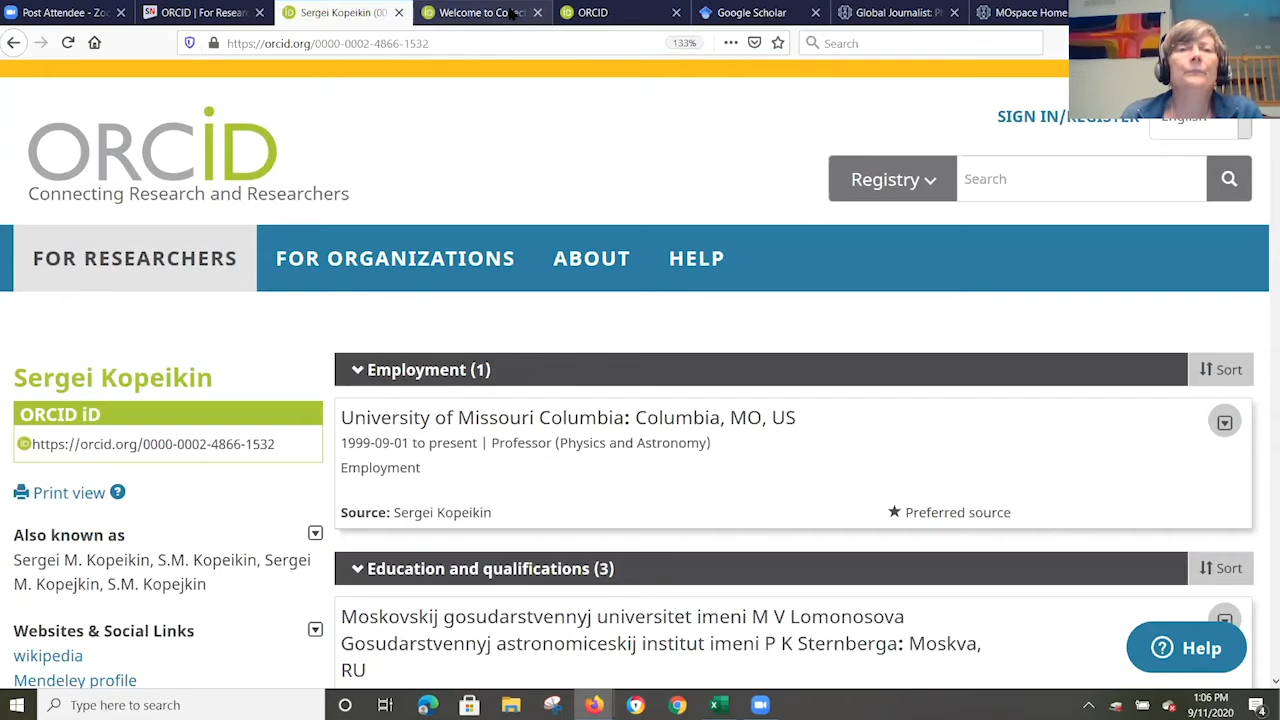 Post Attendee - Zoo
ORCID | For Resear
Sergei Kopeikin (00
Welcome to Co
ORCID
Google Scholar
Global Journalist: P
MOspace Home
https://orcid.org/0000-0002-4866-1532
133%
Search
ORCiD
Connecting Research and Researchers
SIGN IN/REGISTER
English
Registry
Search
FOR RESEARCHERS
FOR ORGANIZATIONS
ABOUT
HELP
Sergei Kopeikin
ORCID iD
https://orcid.org/0000-0002-4866-1532
Print view
Also known as
Sergei M. Kopeikin, S.M. Kopeikin, Sergei
M. Kopejkin, S.M. Kopejkin
Websites & Social Links
wikipedia
Mendeley profile
Employment (1)
Sort
University of Missouri Columbia: Columbia, MO, US
1999-09-01 to present | Professor (Physics and Astronomy)
Employment
Source: Sergei Kopeikin
Preferred source
Education and qualifications (3)
Sort
Moskovskij gosudarstvennyj universitet imeni M V Lomonosova
Gosudarstvennyj astronomiceskij institut imeni P K Sternberga: Moskva,
RU
Help
Type here to search
1:06 PM
9/11/2020
4